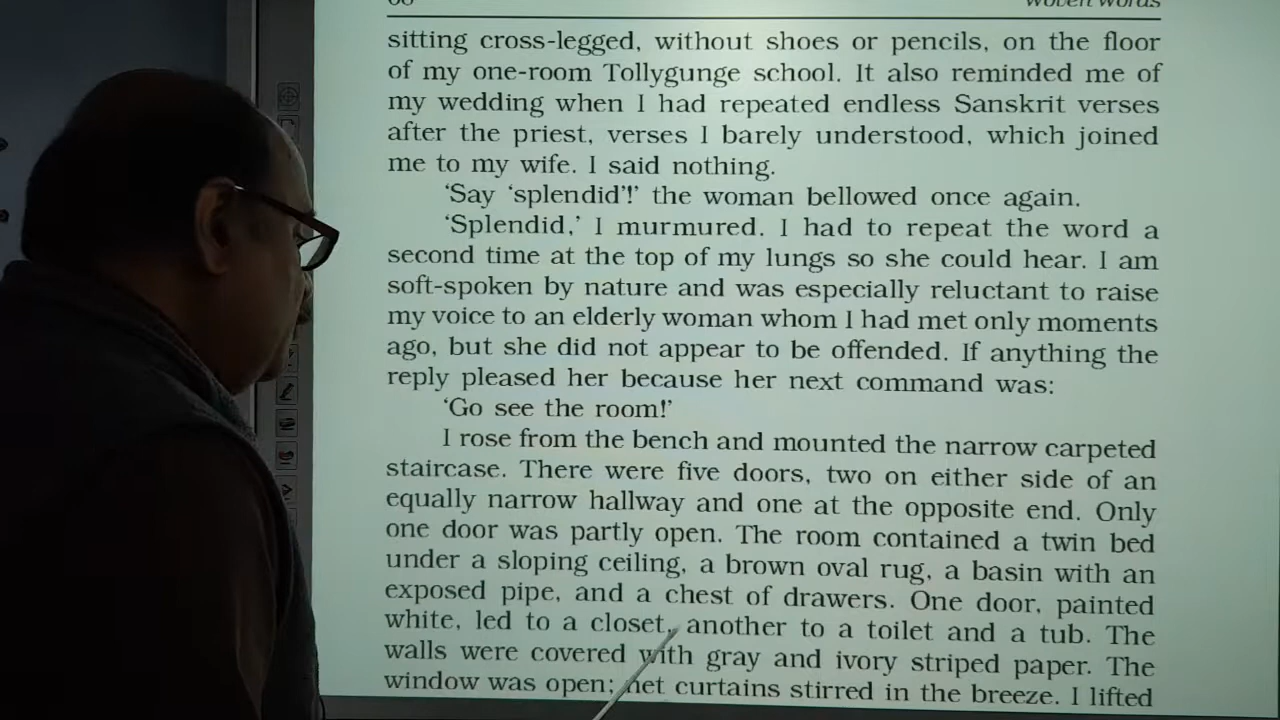 sitting cross-legged, without shoes or pencils, on the floor
of my one-room Tollygunge school. It also reminded me of
my wedding when I had repeated endless Sanskrit verses
after the priest, verses I barely understood, which joined
me to my wife. I said nothing.
‘Say ‘splendid’!’ the woman bellowed once again.
‘Splendid,’ I murmured. I had to repeat the word a
second time at the top of my lungs so she could hear. I am
soft-spoken by nature and was especially reluctant to raise
my voice to an elderly woman whom I had met only moments
ago, but she did not appear to be offended. If anything the
reply pleased her because her next command was:
‘Go see the room!’
I rose from the bench and mounted the narrow carpeted
staircase. There were five doors, two on either side of an
equally narrow hallway and one at the opposite end. Only
one door was partly open. The room contained a twin bed
under a sloping ceiling, a brown oval rug, a basin with an
exposed pipe, and a chest of drawers. One door, painted
white, led to a closet, another to a toilet and a tub. The
walls were covered with gray and ivory striped paper. The
window was open; net curtains stirred in the breeze. I lifted